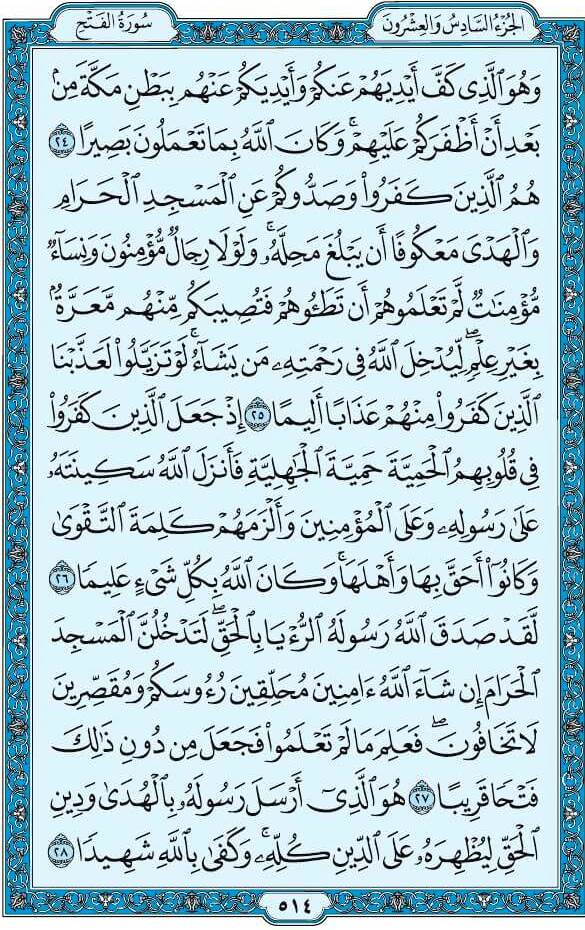 سُورَةُ الفَتْحِ
الجُزْءُ السَّادِسُ وَالعِشْرُونَ
وَهُوَ ٱلَّذِى كَفَّ أَيْدِيَهُمْ عَنكُمْ وَأَيْدِيَكُمْ عَنْهُم بِبَطْنِ مَكَّةَ مِنۢ
بَعْدِ أَنْ أَظْفَرَكُمْ عَلَيْهِمْ ۚ وَكَانَ ٱللَّهُ بِمَا تَعْمَلُونَ بَصِيرًا ٢٤
هُمُ ٱلَّذِينَ كَفَرُوا۟ وَصَدُّوكُمْ عَنِ ٱلْمَسْجِدِ ٱلْحَرَامِ
وَٱلْهَدْىَ مَعْكُوفًا أَن يَبْلُغَ مَحِلَّهُۥ ۚ وَلَوْلَا رِجَالٌ مُّؤْمِنُونَ وَنِسَآءٌ
مُّؤْمِنَٰتٌ لَّمْ تَعْلَمُوهُمْ أَن تَطَـُٔوهُمْ فَتُصِيبَكُم مِّنْهُم مَّعَرَّةٌۢ
بِغَيْرِ عِلْمٍ ۖ لِّيُدْخِلَ ٱللَّهُ فِى رَحْمَتِهِۦ مَن يَشَآءُ ۚ لَوْ تَزَيَّلُوا۟ لَعَذَّبْنَا
ٱلَّذِينَ كَفَرُوا۟ مِنْهُمْ عَذَابًا أَلِيمًا ٢٥ إِذْ جَعَلَ ٱلَّذِينَ كَفَرُوا۟
فِى قُلُوبِهِمُ ٱلْحَمِيَّةَ حَمِيَّةَ ٱلْجَٰهِلِيَّةِ فَأَنزَلَ ٱللَّهُ سَكِينَتَهُۥ
عَلَىٰ رَسُولِهِۦ وَعَلَى ٱلْمُؤْمِنِينَ وَأَلْزَمَهُمْ كَلِمَةَ ٱلتَّقْوَىٰ
وَكَانُوٓا۟ أَحَقَّ بِهَا وَأَهْلَهَا ۚ وَكَانَ ٱللَّهُ بِكُلِّ شَىْءٍ عَلِيمًا ٢٦
لَّقَدْ صَدَقَ ٱللَّهُ رَسُولَهُ ٱلرُّءْيَا بِٱلْحَقِّ ۖ لَتَدْخُلُنَّ ٱلْمَسْجِدَ
ٱلْحَرَامَ إِن شَآءَ ٱللَّهُ ءَامِنِينَ مُحَلِّقِينَ رُءُوسَكُمْ وَمُقَصِّرِينَ
لَا تَخَافُونَ ۖ فَعَلِمَ مَا لَمْ تَعْلَمُوا۟ فَجَعَلَ مِن دُونِ ذَٰلِكَ
فَتْحًا قَرِيبًا ٢٧ هُوَ ٱلَّذِىٓ أَرْسَلَ رَسُولَهُۥ بِٱلْهُدَىٰ وَدِينِ
ٱلْحَقِّ لِيُظْهِرَهُۥ عَلَى ٱلدِّينِ كُلِّهِۦ ۚ وَكَفَىٰ بِٱللَّهِ شَهِيدًا ٢٨
٥١٤